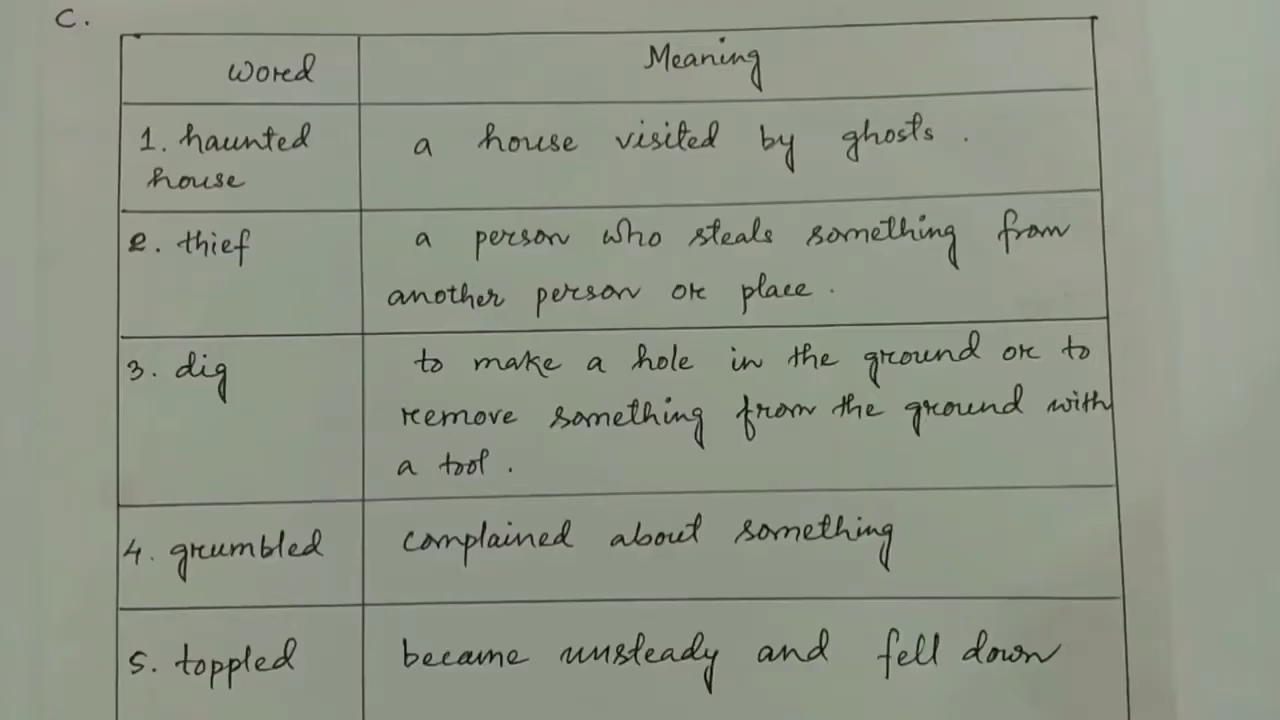 C.
Word Meaning
1. haunted a house visited by ghosts .
house
2. thief a person who steals something from
another person or place .
3. dig to make a hole in the ground or to
remove something from the ground with
a tool .
4. grumbled complained about something
5. toppled became unsteady and fell down